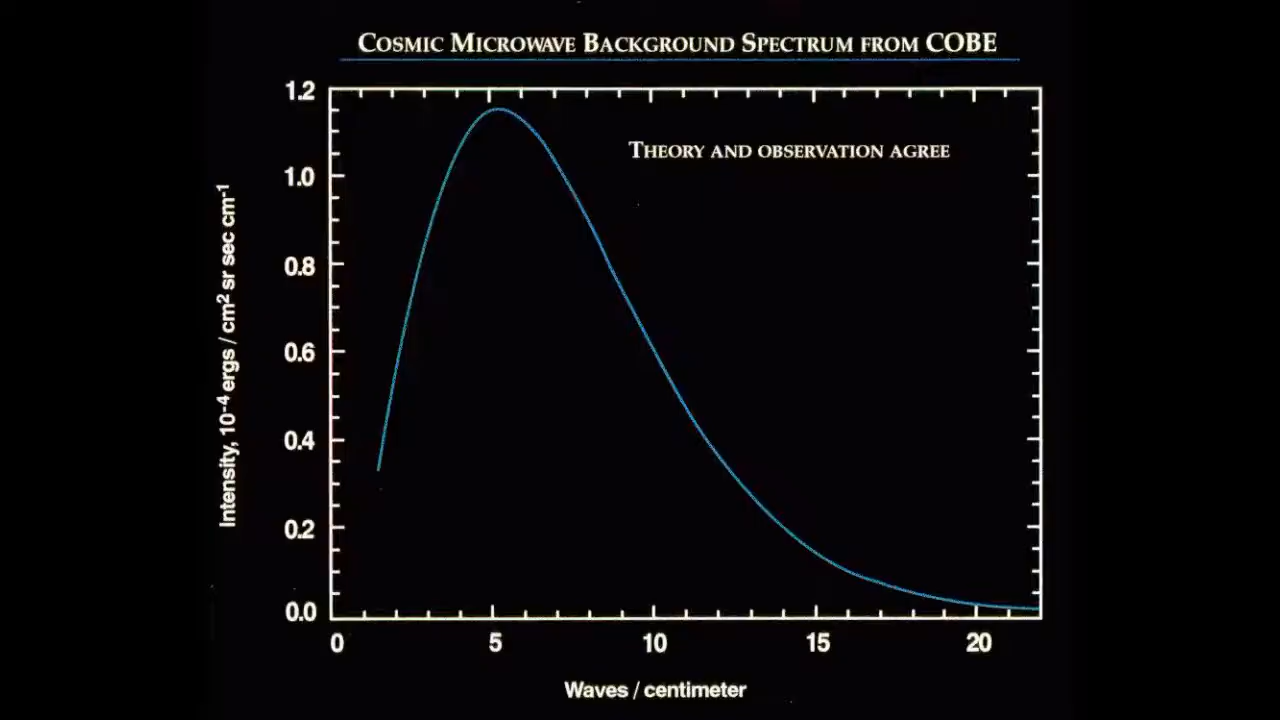 COSMIC MICROWAVE BACKGROUND SPECTRUM FROM COBE
THEORY AND OBSERVATION AGREE
Intensity, 10-4 ergs / cm2 sr sec cm-1
1.2
1.0
0.8
0.6
0.4
0.2
0.0
0 5 10 15 20
Waves / centimeter